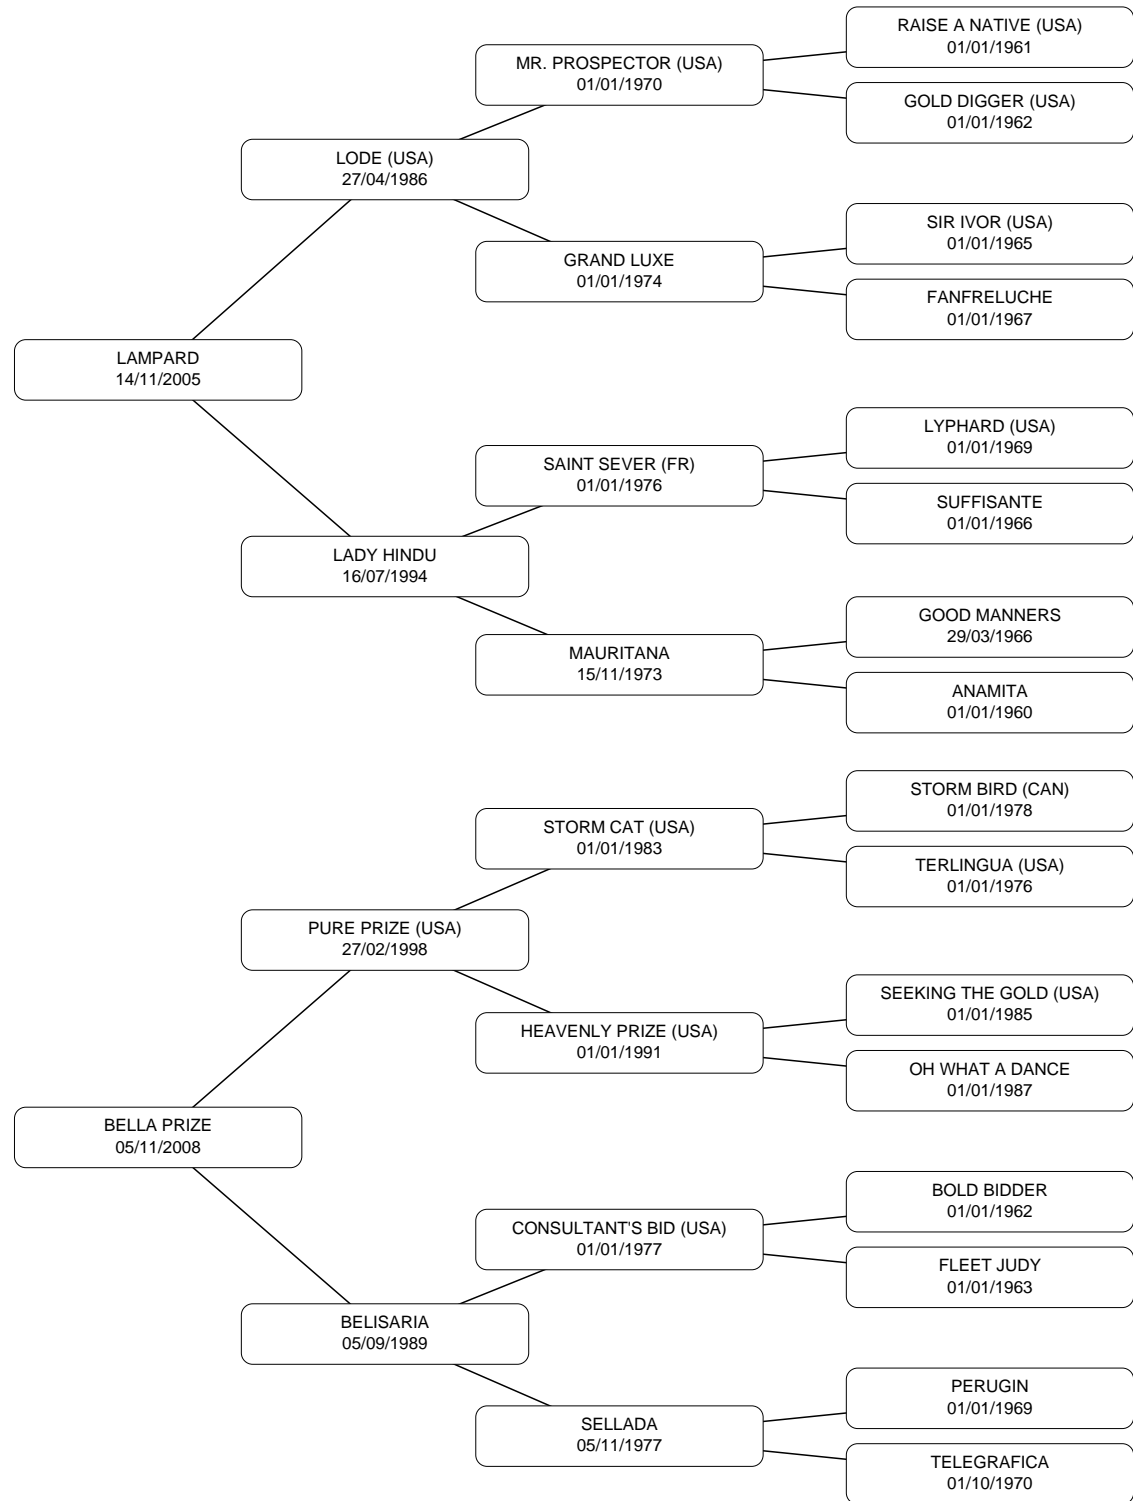 RAISE A NATIVE (USA)
01/01/1961
MR. PROSPECTOR (USA)
01/01/1970
GOLD DIGGER (USA)
01/01/1962
LODE (USA)
27/04/1986
SIR IVOR (USA)
01/01/1965
GRAND LUXE
01/01/1974
FANFRELUCHE
01/01/1967
LAMPARD
14/11/2005
LYPHARD (USA)
01/01/1969
SAINT SEVER (FR)
01/01/1976
SUFFISANTE
01/01/1966
LADY HINDU
16/07/1994
GOOD MANNERS
29/03/1966
MAURITANA
15/11/1973
ANAMITA
01/01/1960
STORM BIRD (CAN)
01/01/1978
STORM CAT (USA)
01/01/1983
TERLINGUA (USA)
01/01/1976
PURE PRIZE (USA)
27/02/1998
SEEKING THE GOLD (USA)
01/01/1985
HEAVENLY PRIZE (USA)
01/01/1991
OH WHAT A DANCE
01/01/1987
BELLA PRIZE
05/11/2008
BOLD BIDDER
01/01/1962
CONSULTANT'S BID (USA)
01/01/1977
FLEET JUDY
01/01/1963
BELISARIA
05/09/1989
PERUGIN
01/01/1969
SELLADA
05/11/1977
TELEGRAFICA
01/10/1970